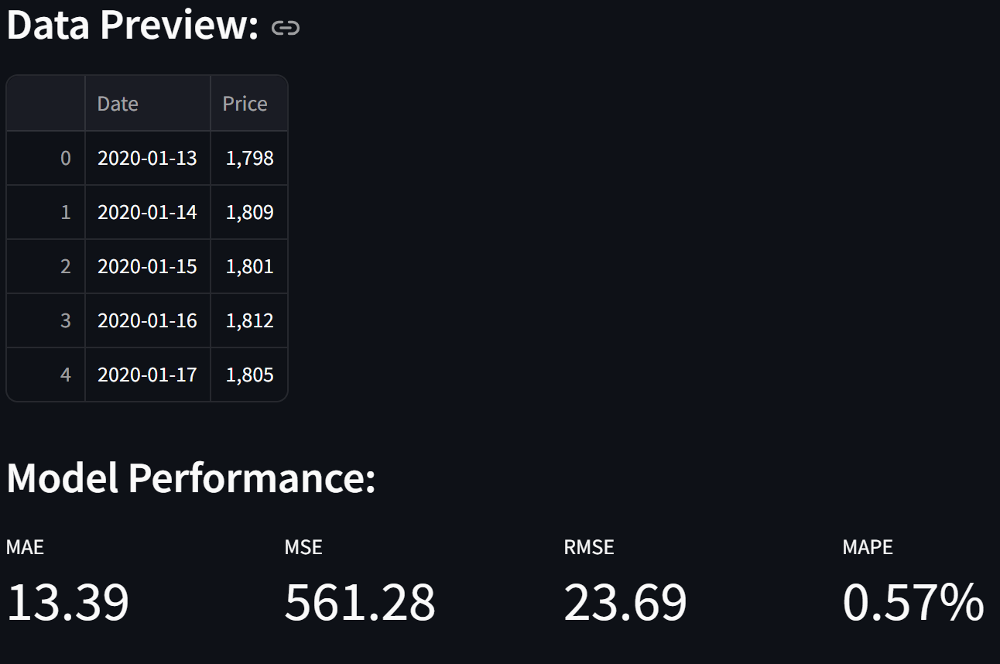 Data Preview:
Date Price
0 2020-01-13 1,798
1 2020-01-14 1,809
2 2020-01-15 1,801
3 2020-01-16 1,812
4 2020-01-17 1,805
Model Performance:
MAE MSE RMSE MAPE
13.39 561.28 23.69 0.57%